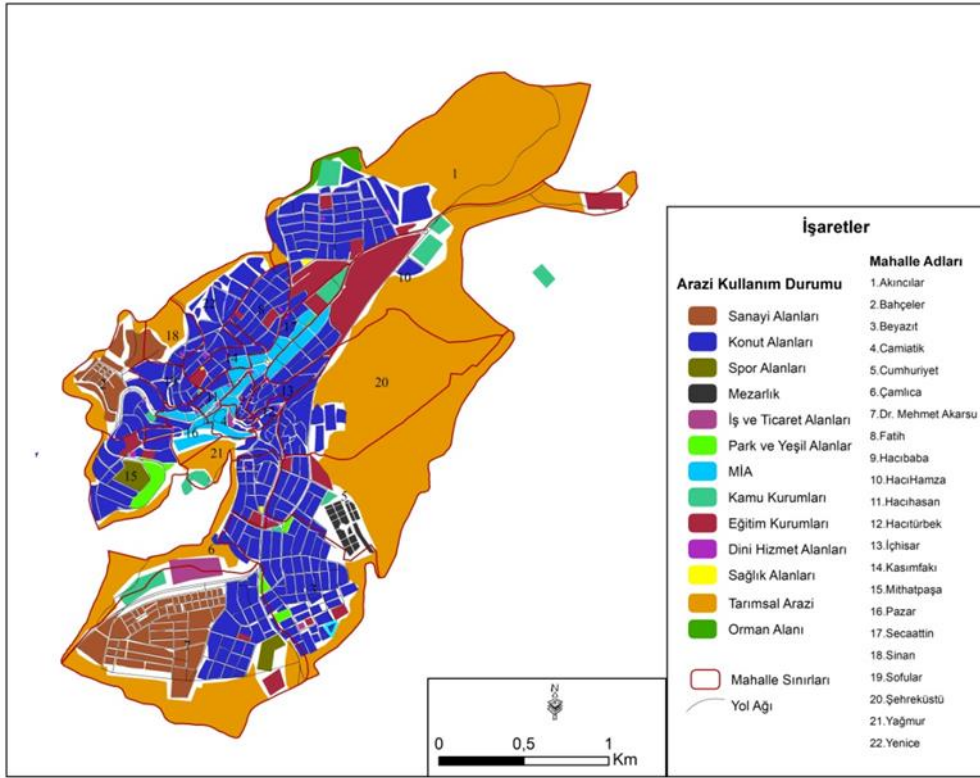 İşaretler
Arazi Kullanım Durumu
Sanayi Alanları
Konut Alanları
Spor Alanları
Mezarlık
İş ve Ticaret Alanları
Park ve Yeşil Alanlar
MİA
Kamu Kurumları
Eğitim Kurumları
Dini Hizmet Alanları
Sağlık Alanları
Tarımsal Arazi
Orman Alanı
Mahalle Sınırları
Yol Ağı
Mahalle Adları
1.Akıncılar
2.Bahçeler
3.Beyazıt
4.Camiatik
5.Cumhuriyet
6.Çamlıca
7.Dr. Mehmet Akarsu
8.Fatih
9.Hacıbaba
10.HacıHamza
11.Hacıhasan
12.Hacıtürbek
13.İçhisar
14.Kasımfakı
15.Mithatpaşa
16.Pazar
17.Secaattin
18.Sinan
19.Sofular
20.Şehreküstü
21.Yağmur
22.Yenice
1
10
18
20
17
13
16
21
15
6
7
N
0 0,5 1
Km